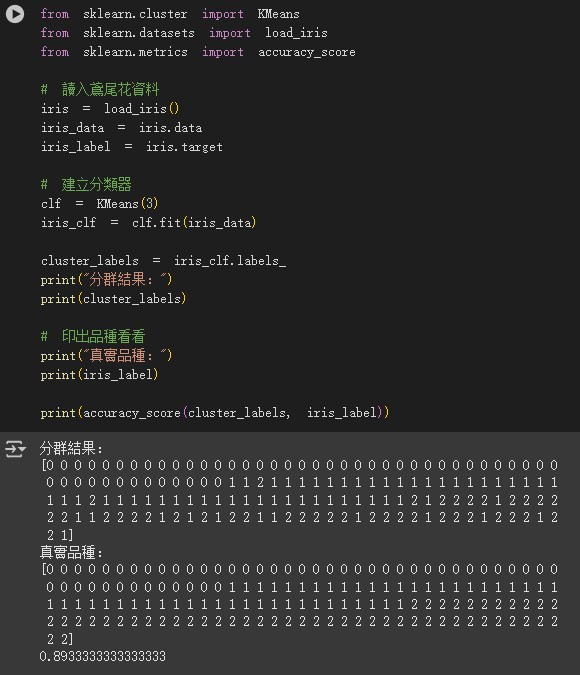 from sklearn.cluster import KMeans
from sklearn.datasets import load_iris
from sklearn.metrics import accuracy_score
# 讀入鳶尾花資料
iris = load_iris()
iris_data = iris.data
iris_label = iris.target
# 建立分類器
clf = KMeans(3)
iris_clf = clf.fit(iris_data)
cluster_labels = iris_clf.labels_
print("分群結果：")
print(cluster_labels)
# 印出品種看看
print("真實品種：")
print(iris_label)
print(accuracy_score(cluster_labels, iris_label))
分群結果：
[0 0 0 0 0 0 0 0 0 0 0 0 0 0 0 0 0 0 0 0 0 0 0 0 0 0 0 0 0 0 0 0 0 0 0 0 0
0 0 0 0 0 0 0 0 0 0 0 0 0 1 1 2 1 1 1 1 1 1 1 1 1 1 1 1 1 1 1 1 1 1 1 1 1
1 1 1 2 1 1 1 1 1 1 1 1 1 1 1 1 1 1 1 1 1 1 1 1 1 1 2 1 2 2 2 2 1 2 2 2 2
2 2 1 1 2 2 2 2 1 2 1 2 1 2 2 1 1 2 2 2 2 2 1 2 2 2 2 1 2 2 2 1 2 2 2 1 2
2 1]
真實品種：
[0 0 0 0 0 0 0 0 0 0 0 0 0 0 0 0 0 0 0 0 0 0 0 0 0 0 0 0 0 0 0 0 0 0 0 0 0
0 0 0 0 0 0 0 0 0 0 0 0 0 1 1 1 1 1 1 1 1 1 1 1 1 1 1 1 1 1 1 1 1 1 1 1 1
1 1 1 1 1 1 1 1 1 1 1 1 1 1 1 1 1 1 1 1 1 1 1 1 1 1 2 2 2 2 2 2 2 2 2 2 2
2 2 2 2 2 2 2 2 2 2 2 2 2 2 2 2 2 2 2 2 2 2 2 2 2 2 2 2 2 2 2 2 2 2 2 2 2
2 2]
0.8933333333333333